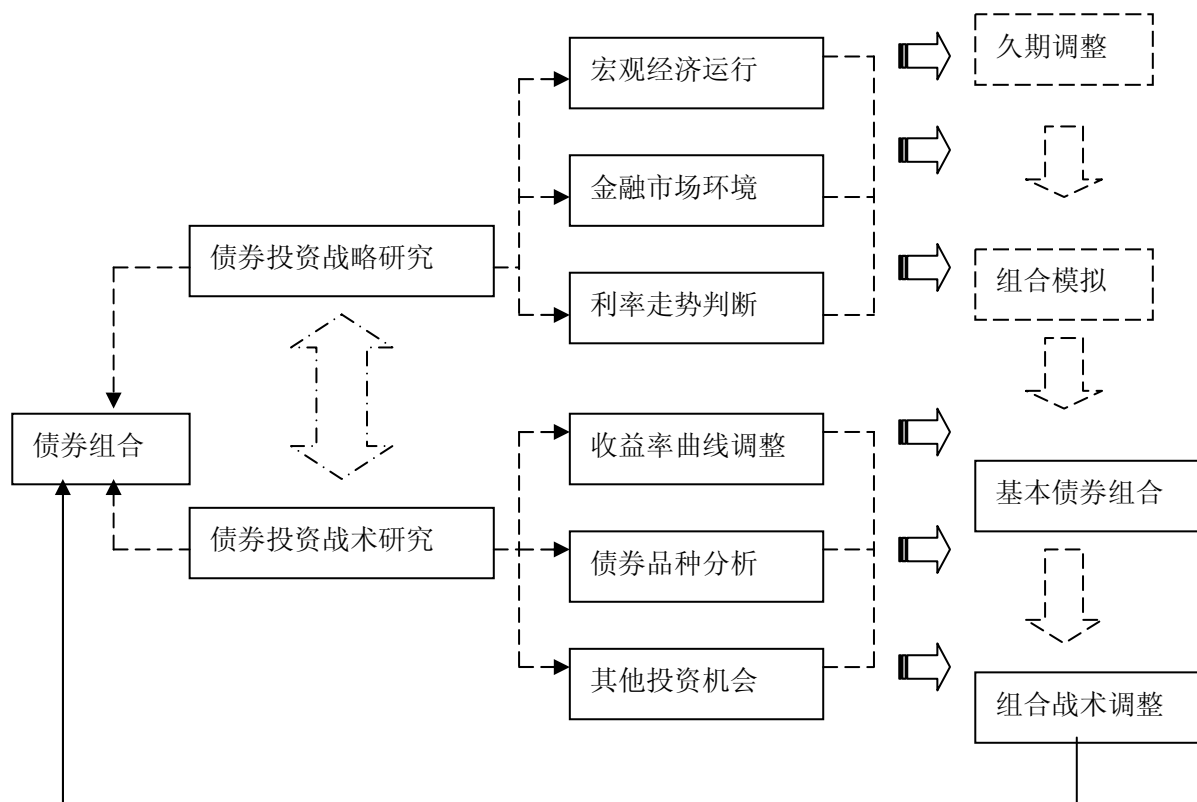 宏观经济运行
久期调整
金融市场环境
债券投资战略研究
组合模拟
利率走势判断
债券组合
收益率曲线调整
基本债券组合
债券投资战术研究
债券品种分析
其他投资机会
组合战术调整